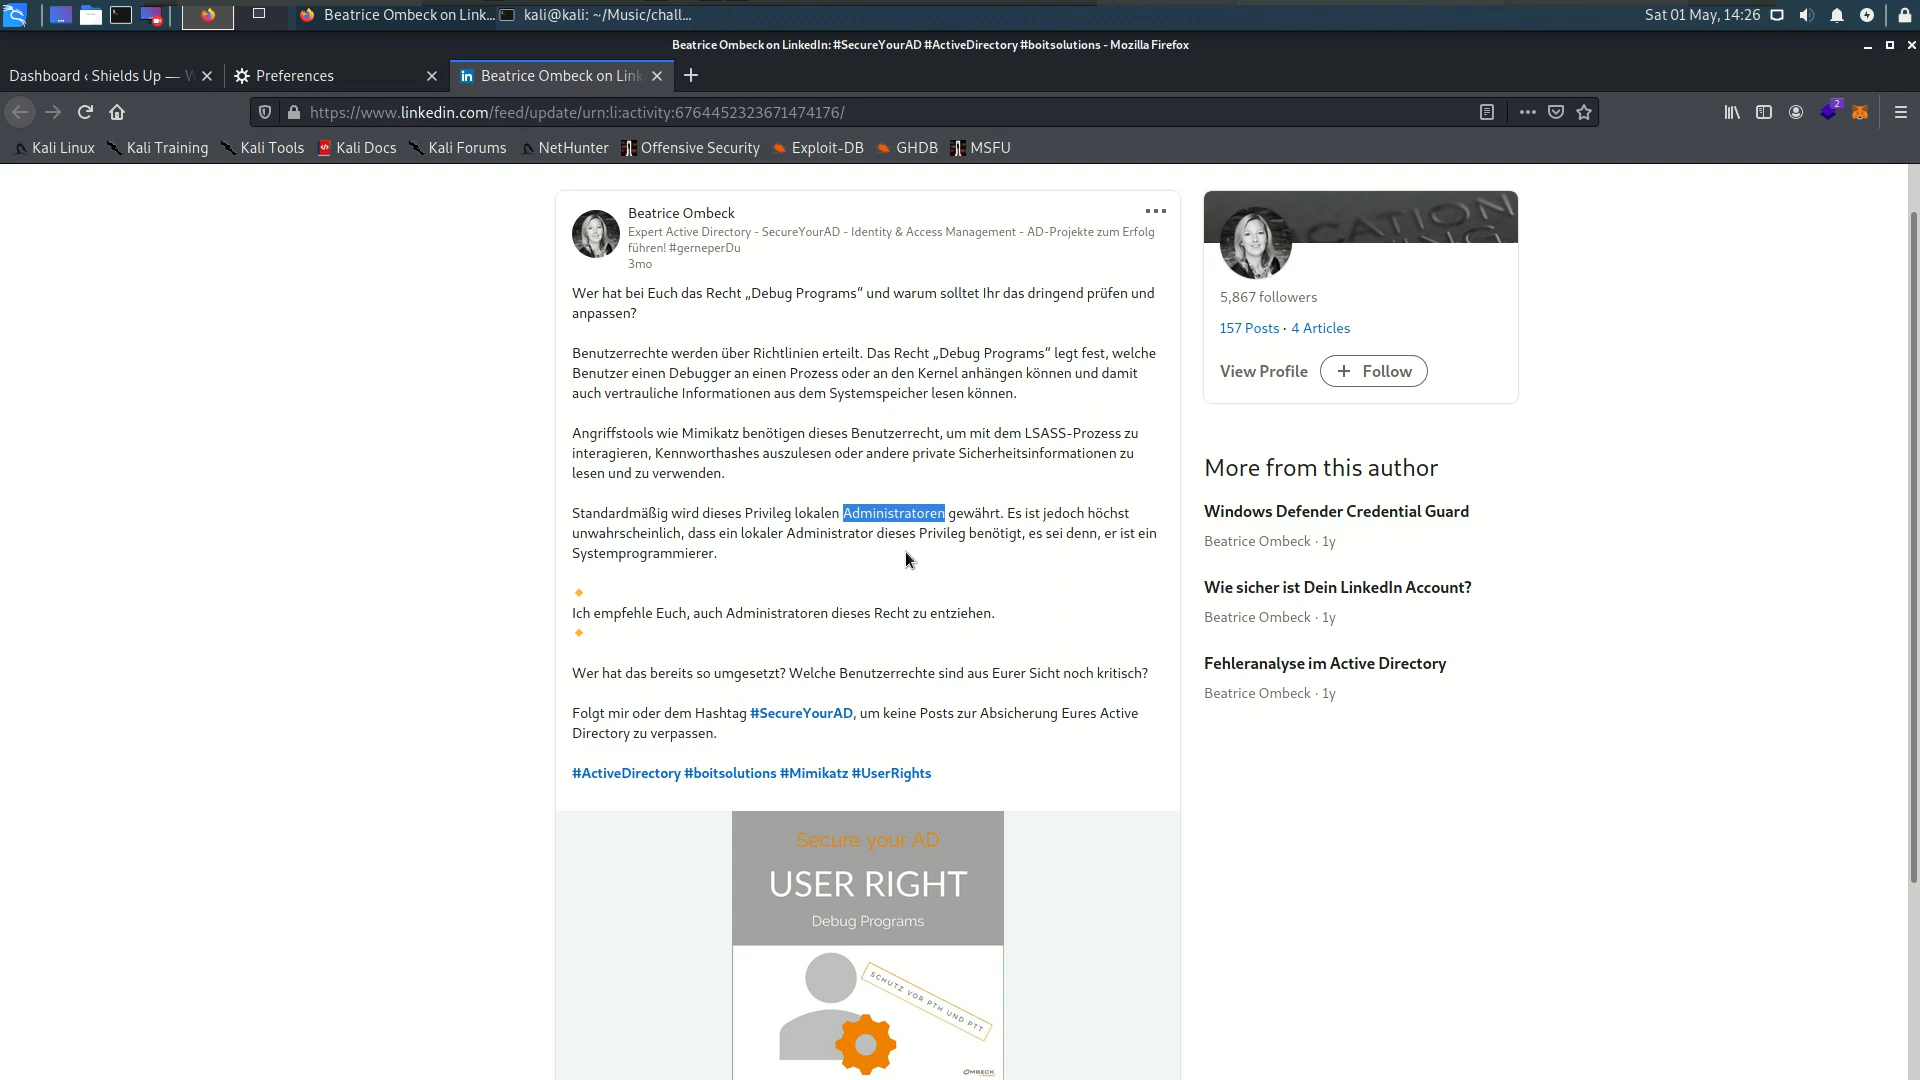 Beatrice Ombeck on Link...
kali@kali: ~/Music/chall...
Sat 01 May, 14:26
Beatrice Ombeck on LinkedIn: #SecureYourAD #ActiveDirectory #boitsolutions - Mozilla Firefox
Dashboard ‹ Shields Up — W
Preferences
Beatrice Ombeck on Link
https://www.linkedin.com/feed/update/urn:li:activity:6764452323671474176/
2
Kali Linux
Kali Training
Kali Tools
Kali Docs
Kali Forums
NetHunter
Offensive Security
Exploit-DB
GHDB
MSFU
Beatrice Ombeck
Expert Active Directory - SecureYourAD - Identity & Access Management - AD-Projekte zum Erfolg
führen! #gerneperDu
3mo
Wer hat bei Euch das Recht „Debug Programs“ und warum solltet Ihr das dringend prüfen und
anpassen?
Benutzerrechte werden über Richtlinien erteilt. Das Recht „Debug Programs“ legt fest, welche
Benutzer einen Debugger an einen Prozess oder an den Kernel anhängen können und damit
auch vertrauliche Informationen aus dem Systemspeicher lesen können.
Angriffstools wie Mimikatz benötigen dieses Benutzerrecht, um mit dem LSASS-Prozess zu
interagieren, Kennworthashes auszulesen oder andere private Sicherheitsinformationen zu
lesen und zu verwenden.
Standardmäßig wird dieses Privileg lokalen Administratoren gewährt. Es ist jedoch höchst
unwahrscheinlich, dass ein lokaler Administrator dieses Privileg benötigt, es sei denn, er ist ein
Systemprogrammierer.
Ich empfehle Euch, auch Administratoren dieses Recht zu entziehen.
Wer hat das bereits so umgesetzt? Welche Benutzerrechte sind aus Eurer Sicht noch kritisch?
Folgt mir oder dem Hashtag #SecureYourAD, um keine Posts zur Absicherung Eures Active
Directory zu verpassen.
#ActiveDirectory #boitsolutions #Mimikatz #UserRights
Secure your AD
USER RIGHT
Debug Programs
SCHUTZ VOR PTH UND PTT
OMBECK
CATION
5,867 followers
157 Posts · 4 Articles
View Profile
+ Follow
More from this author
Windows Defender Credential Guard
Beatrice Ombeck · 1y
Wie sicher ist Dein LinkedIn Account?
Beatrice Ombeck · 1y
Fehleranalyse im Active Directory
Beatrice Ombeck · 1y